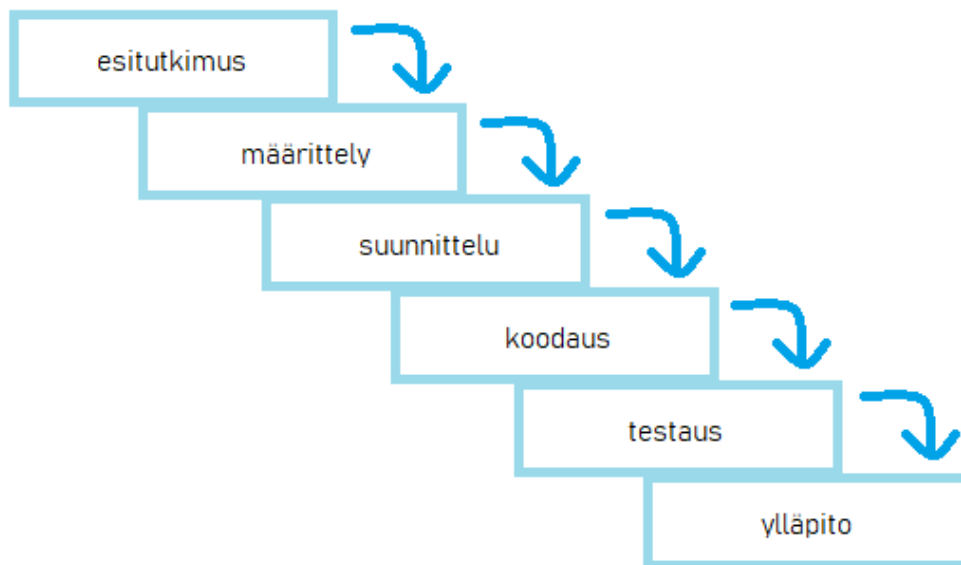 esitutkimus
määrittely
suunnittelu
koodaus
testaus
ylläpito